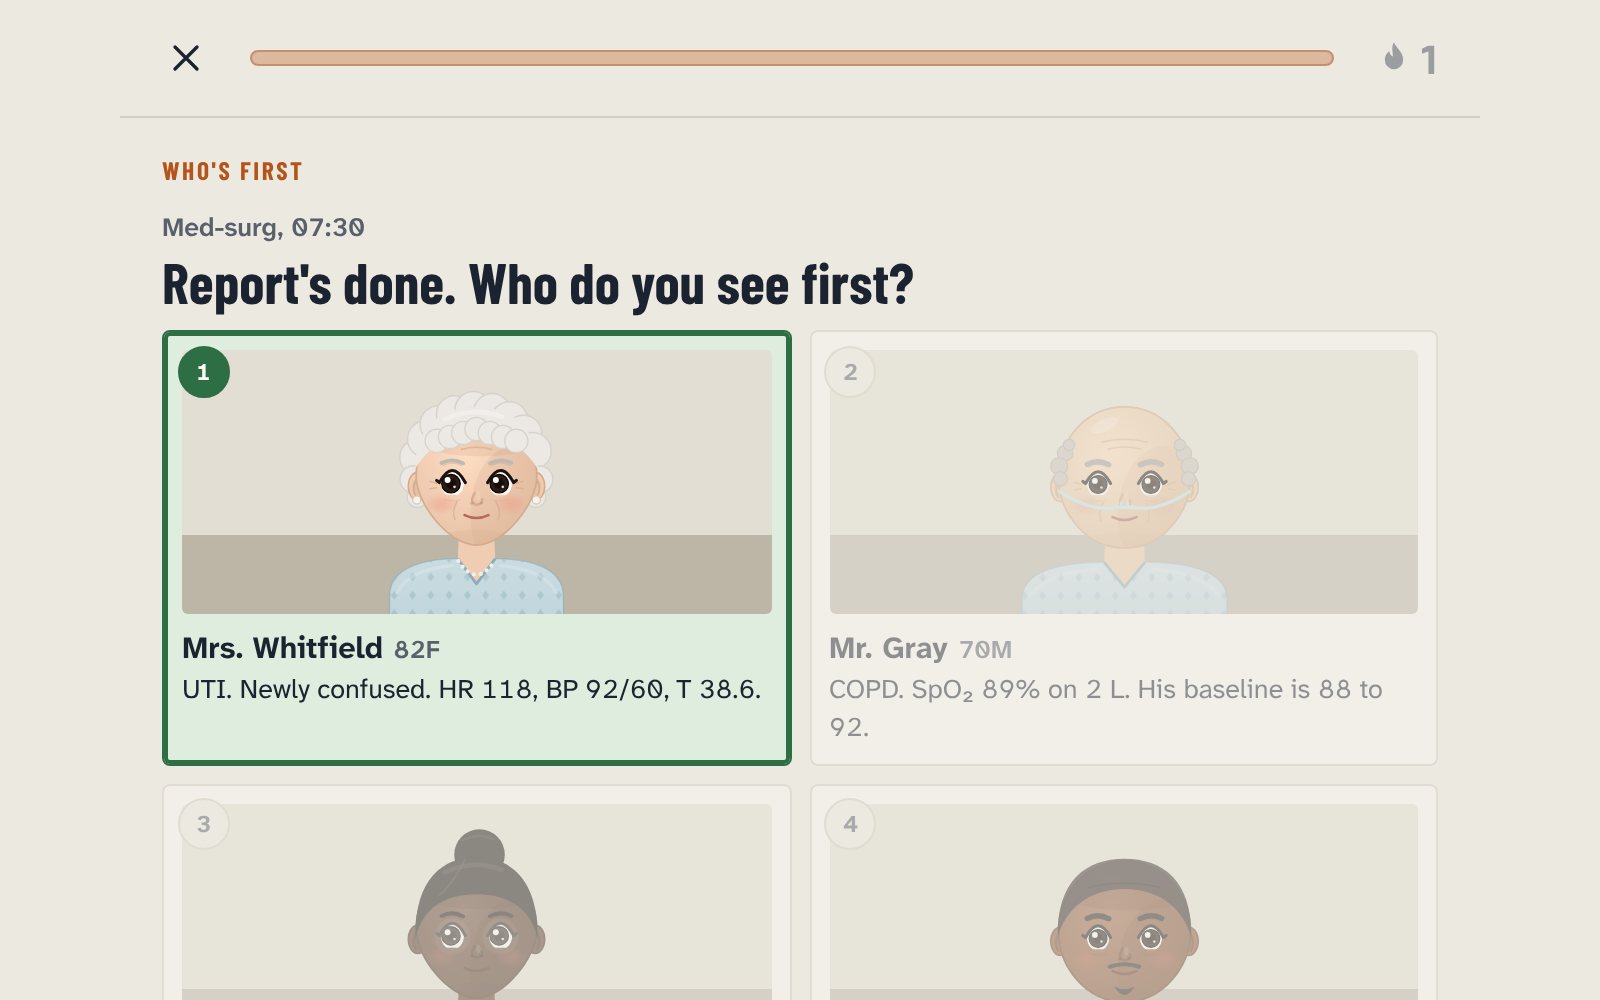 1
WHO'S FIRST
Med-surg, 07:30
Report's done. Who do you see first?
1
Mrs. Whitfield 82F
UTI. Newly confused. HR 118, BP 92/60, T 38.6.
2
Mr. Gray 70M
COPD. SpO₂ 89% on 2 L. His baseline is 88 to
92.
3
4